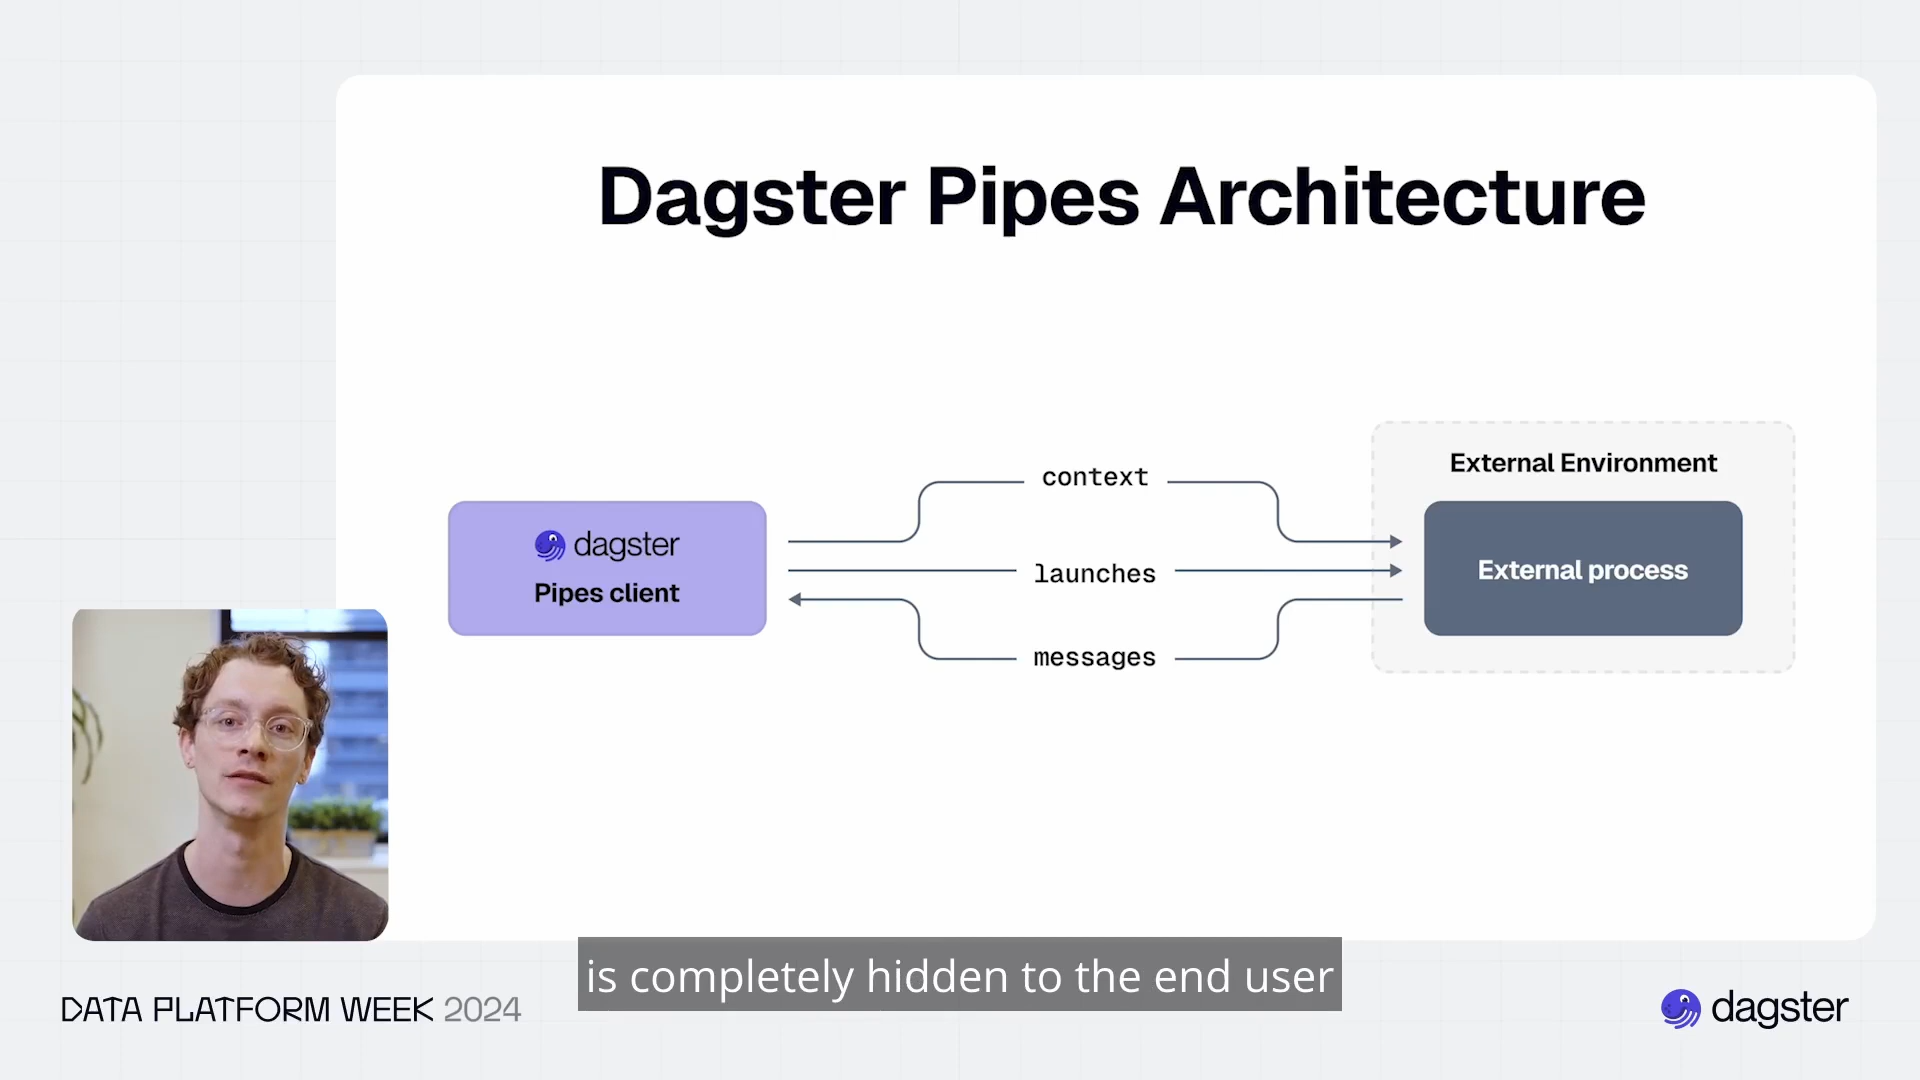 Dagster Pipes Architecture
dagster
Pipes client
context
launches
messages
External Environment
External process
is completely hidden to the end user
DATA PLATFORM WEEK 2024
dagster